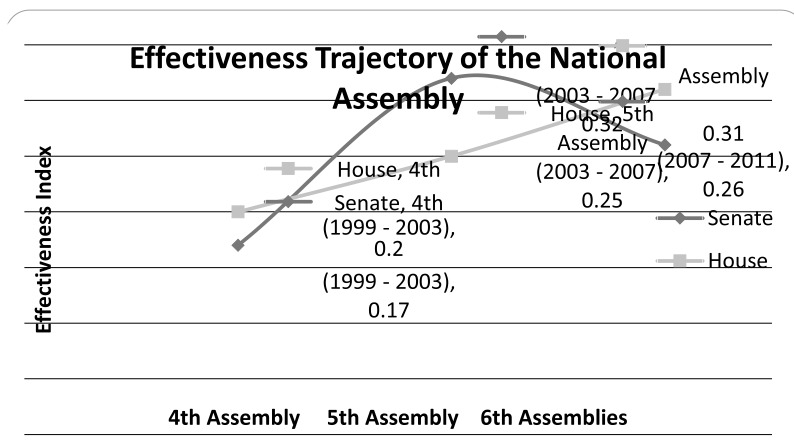 Effectiveness Trajectory of the National
Assembly
Assembly
(2003 - 2007
House, 5th
0.32
Assembly
0.31
(2007 - 2011),
House, 4th
(2003 - 2007),
0.26
0.25
Senate, 4th
Senate
(1999 - 2003),
0.2
House
(1999 - 2003),
0.17
Effectiveness Index
4th Assembly 5th Assembly 6th Assemblies